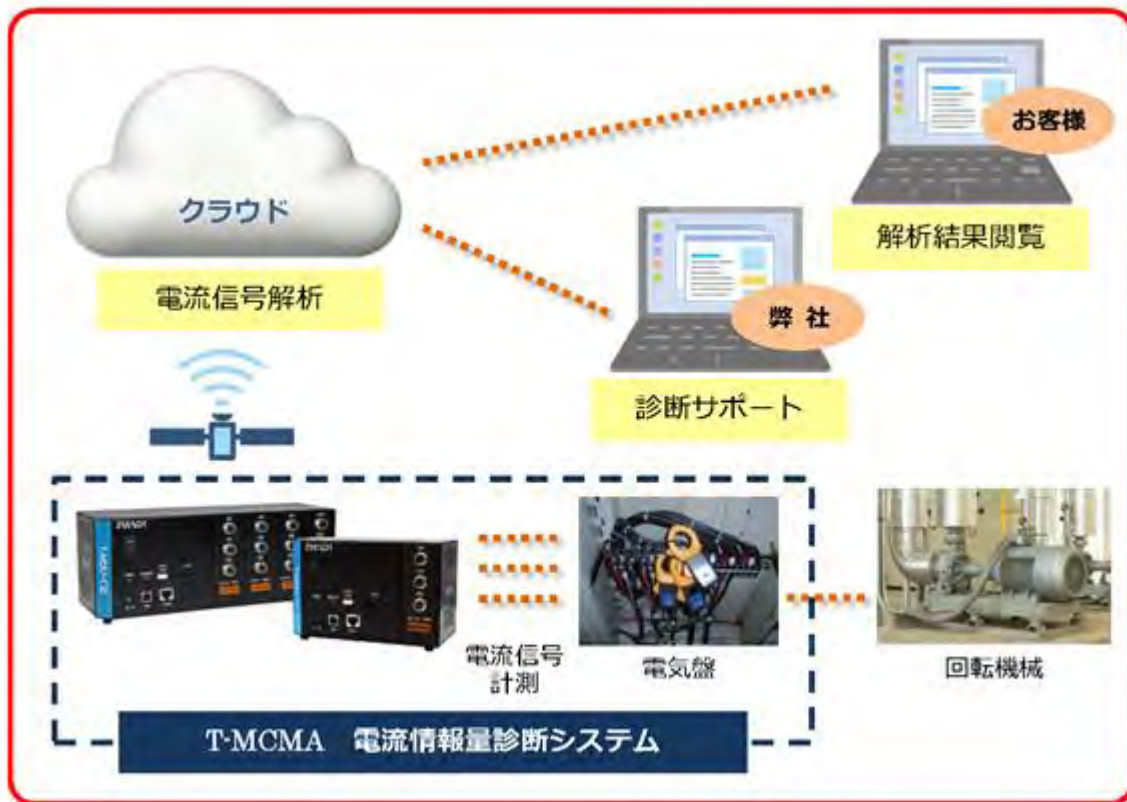 クラウド
電流信号解析
お客様
解析結果閲覧
弊 社
診断サポート
電流信号
計測
電気盤
回転機械
T-MCMA 電流情報量診断システム